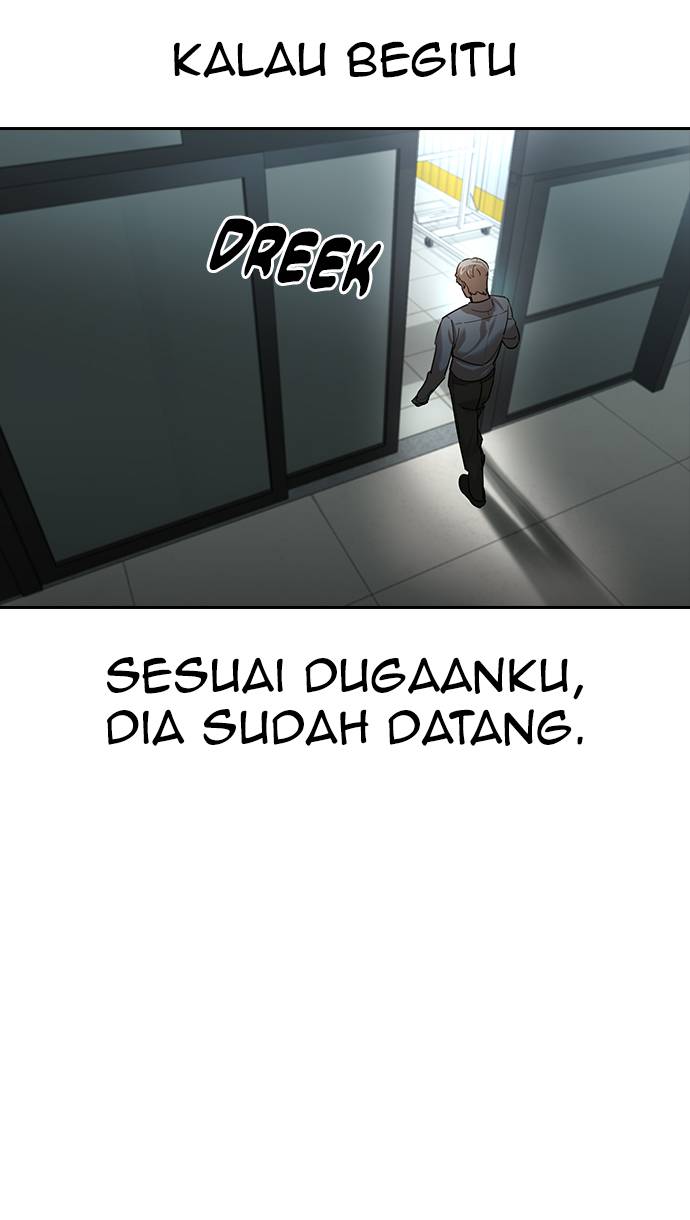 KALAU BEGITU
DREEK
SESUAI DUGAANKU,
DIA SUDAH DATANG.